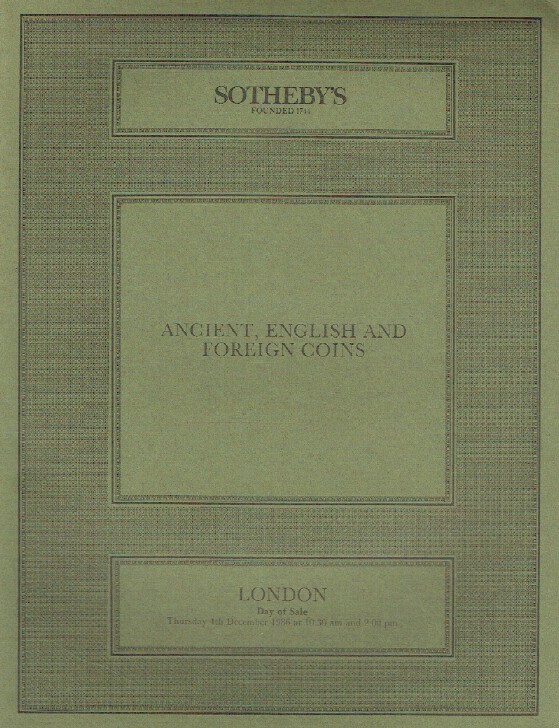 SOTHEBY'S
FOUNDED 1744
ANCIENT, ENGLISH AND
FOREIGN COINS
LONDON
Day of Sale
Thursday 4th December 1986 at 10.30 am and 2.00 pm